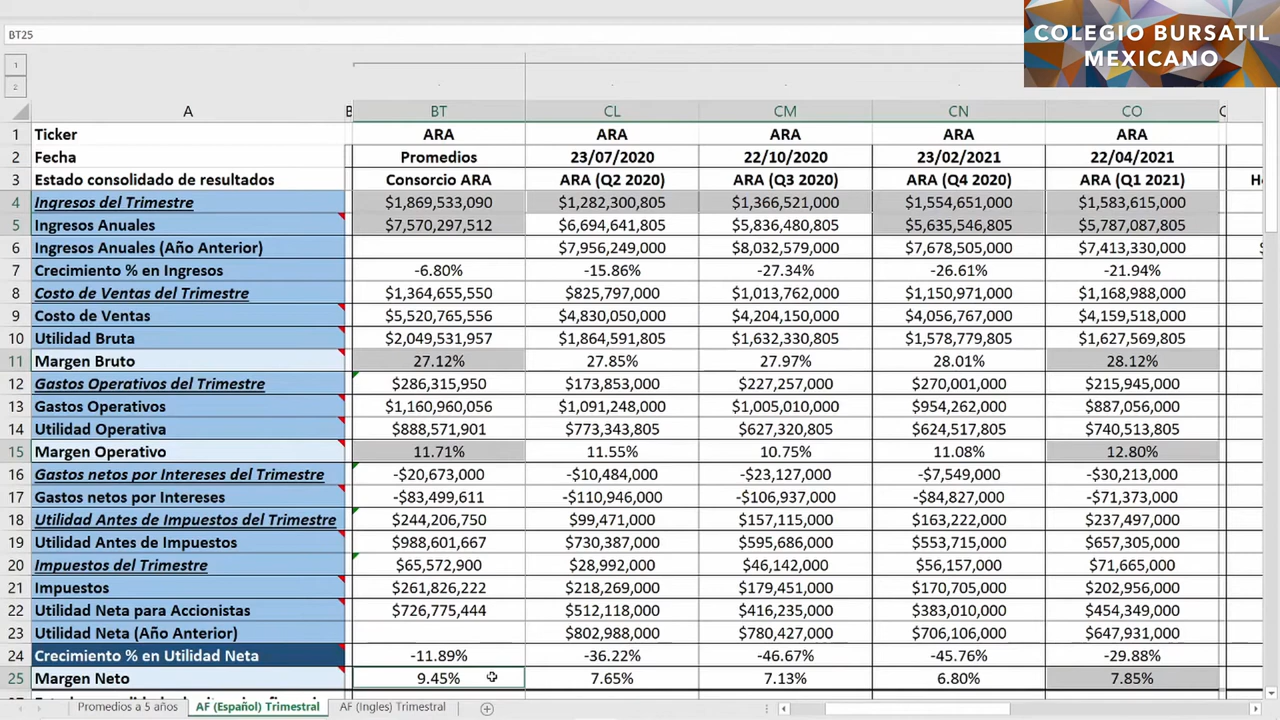 BT25
COLEGIO BURSATIL
MEXICANO
1
2
A B BT CL CM CN CO
1 Ticker ARA ARA ARA ARA ARA
2 Fecha Promedios 23/07/2020 22/10/2020 23/02/2021 22/04/2021
3 Estado consolidado de resultados Consorcio ARA ARA (Q2 2020) ARA (Q3 2020) ARA (Q4 2020) ARA (Q1 2021)
4 Ingresos del Trimestre $1,869,533,090 $1,282,300,805 $1,366,521,000 $1,554,651,000 $1,583,615,000
5 Ingresos Anuales $7,570,297,512 $6,694,641,805 $5,836,480,805 $5,635,546,805 $5,787,087,805
6 Ingresos Anuales (Año Anterior) $7,956,249,000 $8,032,579,000 $7,678,505,000 $7,413,330,000
7 Crecimiento % en Ingresos -6.80% -15.86% -27.34% -26.61% -21.94%
8 Costo de Ventas del Trimestre $1,364,655,550 $825,797,000 $1,013,762,000 $1,150,971,000 $1,168,988,000
9 Costo de Ventas $5,520,765,556 $4,830,050,000 $4,204,150,000 $4,056,767,000 $4,159,518,000
10 Utilidad Bruta $2,049,531,957 $1,864,591,805 $1,632,330,805 $1,578,779,805 $1,627,569,805
11 Margen Bruto 27.12% 27.85% 27.97% 28.01% 28.12%
12 Gastos Operativos del Trimestre $286,315,950 $173,853,000 $227,257,000 $270,001,000 $215,945,000
13 Gastos Operativos $1,160,960,056 $1,091,248,000 $1,005,010,000 $954,262,000 $887,056,000
14 Utilidad Operativa $888,571,901 $773,343,805 $627,320,805 $624,517,805 $740,513,805
15 Margen Operativo 11.71% 11.55% 10.75% 11.08% 12.80%
16 Gastos netos por Intereses del Trimestre -$20,673,000 -$10,484,000 -$23,127,000 -$7,549,000 -$30,213,000
17 Gastos netos por Intereses -$83,499,611 -$110,946,000 -$106,937,000 -$84,827,000 -$71,373,000
18 Utilidad Antes de Impuestos del Trimestre $244,206,750 $99,471,000 $157,115,000 $163,222,000 $237,497,000
19 Utilidad Antes de Impuestos $988,601,667 $730,387,000 $595,686,000 $553,715,000 $657,305,000
20 Impuestos del Trimestre $65,572,900 $28,992,000 $46,142,000 $56,157,000 $71,665,000
21 Impuestos $261,826,222 $218,269,000 $179,451,000 $170,705,000 $202,956,000
22 Utilidad Neta para Accionistas $726,775,444 $512,118,000 $416,235,000 $383,010,000 $454,349,000
23 Utilidad Neta (Año Anterior) $802,988,000 $780,427,000 $706,106,000 $647,931,000
24 Crecimiento % en Utilidad Neta -11.89% -36.22% -46.67% -45.76% -29.88%
25 Margen Neto 9.45% 7.65% 7.13% 6.80% 7.85%
Promedios a 5 años AF (Español) Trimestral AF (Ingles) Trimestral